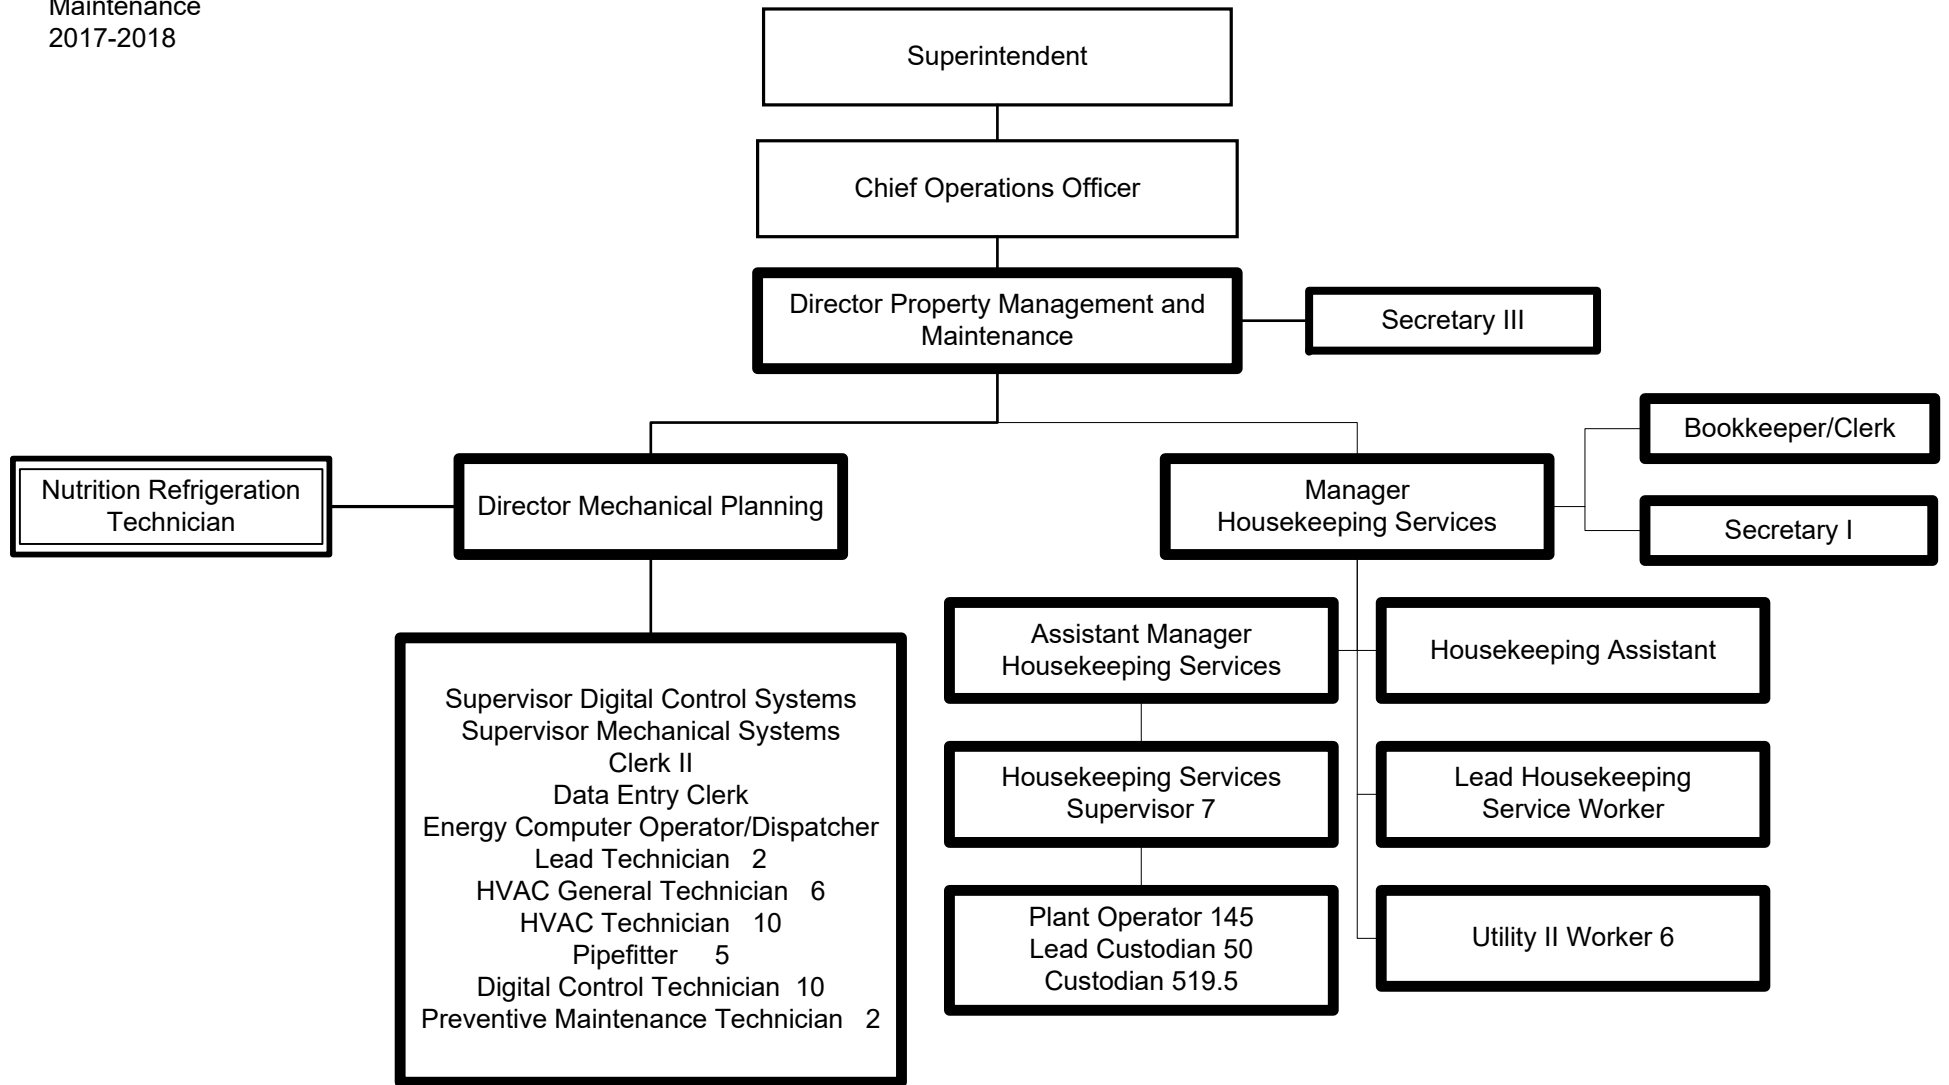 Maintenance
2017-2018
Superintendent
Chief Operations Officer
Director Property Management and
Maintenance
Secretary III
Bookkeeper/Clerk
Nutrition Refrigeration
Technician
Director Mechanical Planning
Manager
Housekeeping Services
Secretary I
Assistant Manager
Housekeeping Services
Housekeeping Assistant
Supervisor Digital Control Systems
Supervisor Mechanical Systems
Clerk II
Data Entry Clerk
Energy Computer Operator/Dispatcher
Lead Technician 2
HVAC General Technician 6
HVAC Technician 10
Pipefitter 5
Digital Control Technician 10
Preventive Maintenance Technician 2
Housekeeping Services
Supervisor 7
Lead Housekeeping
Service Worker
Plant Operator 145
Lead Custodian 50
Custodian 519.5
Utility II Worker 6